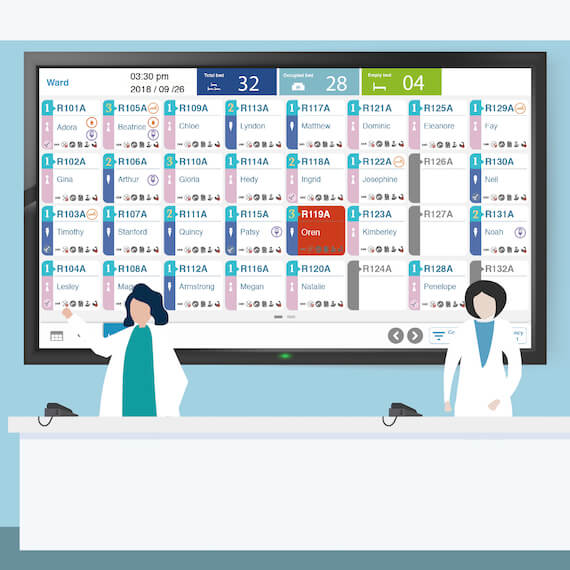 Ward
03:30 pm
2018 / 09 /26
Total bed
32
Occupied bed
28
Empty bed
04
1 R101A 3 R105A 1 R109A 2 R113A 1 R117A 1 R121A 1 R125A 1 R129A
Adora Beatrice Chloe Lyndon Matthew Dominic Eleanore Fay
1 R102A 2 R106A 3 R110A 1 R114A 2 R118A 1 R122A R126A 1 R130A
Gina Arthur Gloria Hedy Ingrid Josephine Neil
1 R103A 1 R107A 2 R111A 1 R115A 3 R119A 1 R123A R127A 2 R131A
Timothy Stanford Quincy Patsy Oren Kimberley Noah
1 R104A 1 R108A 1 R112A 1 R116A 1 R120A R124A 1 R128A R132A
Lesley Armstrong Megan Natalie Penelope